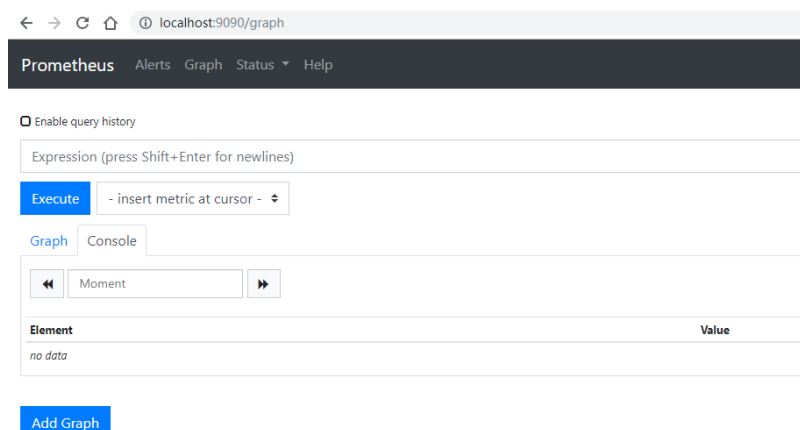 localhost:9090/graph
Prometheus Alerts Graph Status Help
Enable query history
Expression (press Shift+Enter for newlines)
Execute - insert metric at cursor -
Graph Console
Moment
Element Value
no data
Add Graph